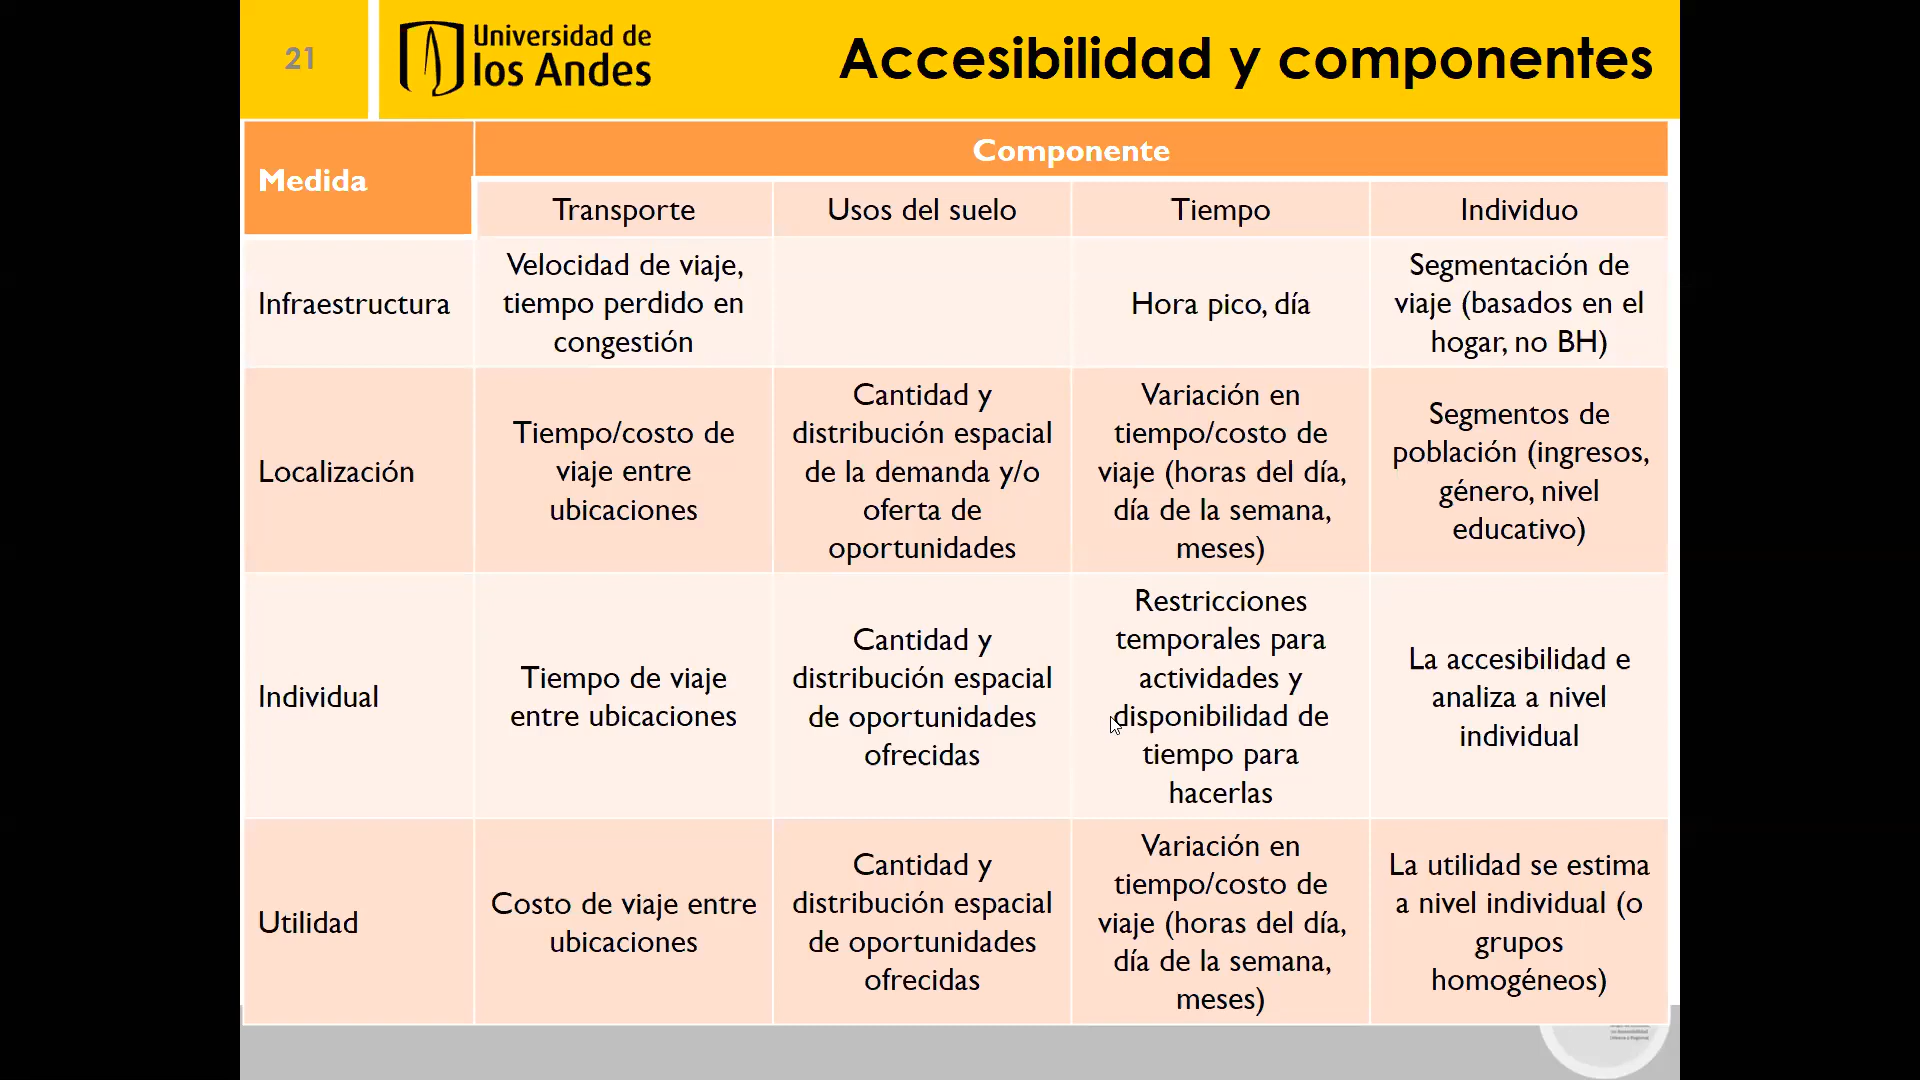 21
Universidad de
los Andes
Accesibilidad y componentes
Medida
Componente
Transporte
Usos del suelo
Tiempo
Individuo
Infraestructura
Velocidad de viaje,
tiempo perdido en
congestión
Hora pico, día
Segmentación de
viaje (basados en el
hogar, no BH)
Localización
Tiempo/costo de
viaje entre
ubicaciones
Cantidad y
distribución espacial
de la demanda y/o
oferta de
oportunidades
Variación en
tiempo/costo de
viaje (horas del día,
día de la semana,
meses)
Segmentos de
población (ingresos,
género, nivel
educativo)
Individual
Tiempo de viaje
entre ubicaciones
Cantidad y
distribución espacial
de oportunidades
ofrecidas
Restricciones
temporales para
actividades y
disponibilidad de
tiempo para
hacerlas
La accesibilidad e
analiza a nivel
individual
Utilidad
Costo de viaje entre
ubicaciones
Cantidad y
distribución espacial
de oportunidades
ofrecidas
Variación en
tiempo/costo de
viaje (horas del día,
día de la semana,
meses)
La utilidad se estima
a nivel individual (o
grupos
homogéneos)